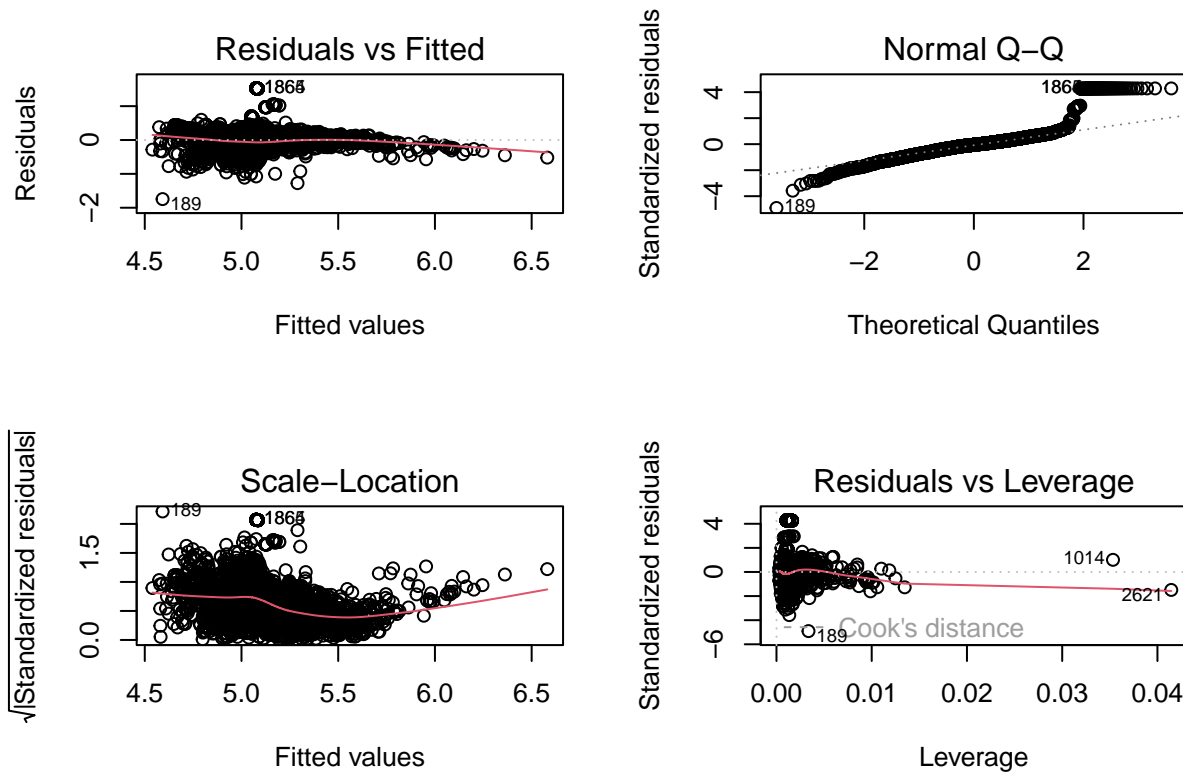 Residuals vs Fitted
Residuals
0
−2
1864
1865
189
4.5 5.0 5.5 6.0 6.5
Fitted values
Normal Q−Q
Standardized residuals
4
0
−4
1865
189
−2 0 2
Theoretical Quantiles
Scale−Location
√|Standardized residuals|
1.5
0.0
189
1864
1865
4.5 5.0 5.5 6.0 6.5
Fitted values
Residuals vs Leverage
Standardized residuals
4
0
−6
1014
2621
189
Cook's distance
0.00 0.01 0.02 0.03 0.04
Leverage